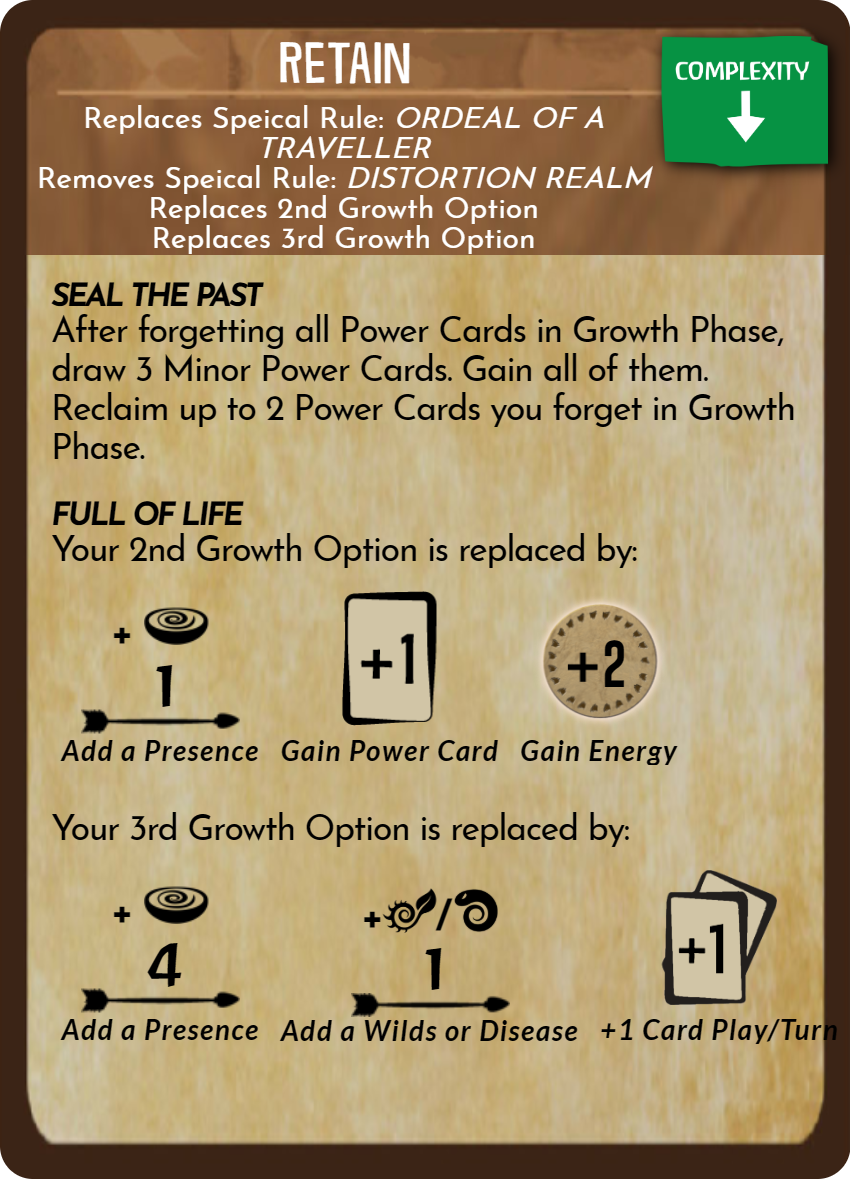 RETAIN
COMPLEXITY
Replaces Speical Rule: ORDEAL OF A
TRAVELLER
Removes Speical Rule: DISTORTION REALM
Replaces 2nd Growth Option
Replaces 3rd Growth Option
SEAL THE PAST
After forgetting all Power Cards in Growth Phase,
draw 3 Minor Power Cards. Gain all of them.
Reclaim up to 2 Power Cards you forget in Growth
Phase.
FULL OF LIFE
Your 2nd Growth Option is replaced by:
+
1
+1
+2
Add a Presence Gain Power Card Gain Energy
Your 3rd Growth Option is replaced by:
+ + /
4
1
+1
Add a Presence Add a Wilds or Disease +1 Card Play/Turn